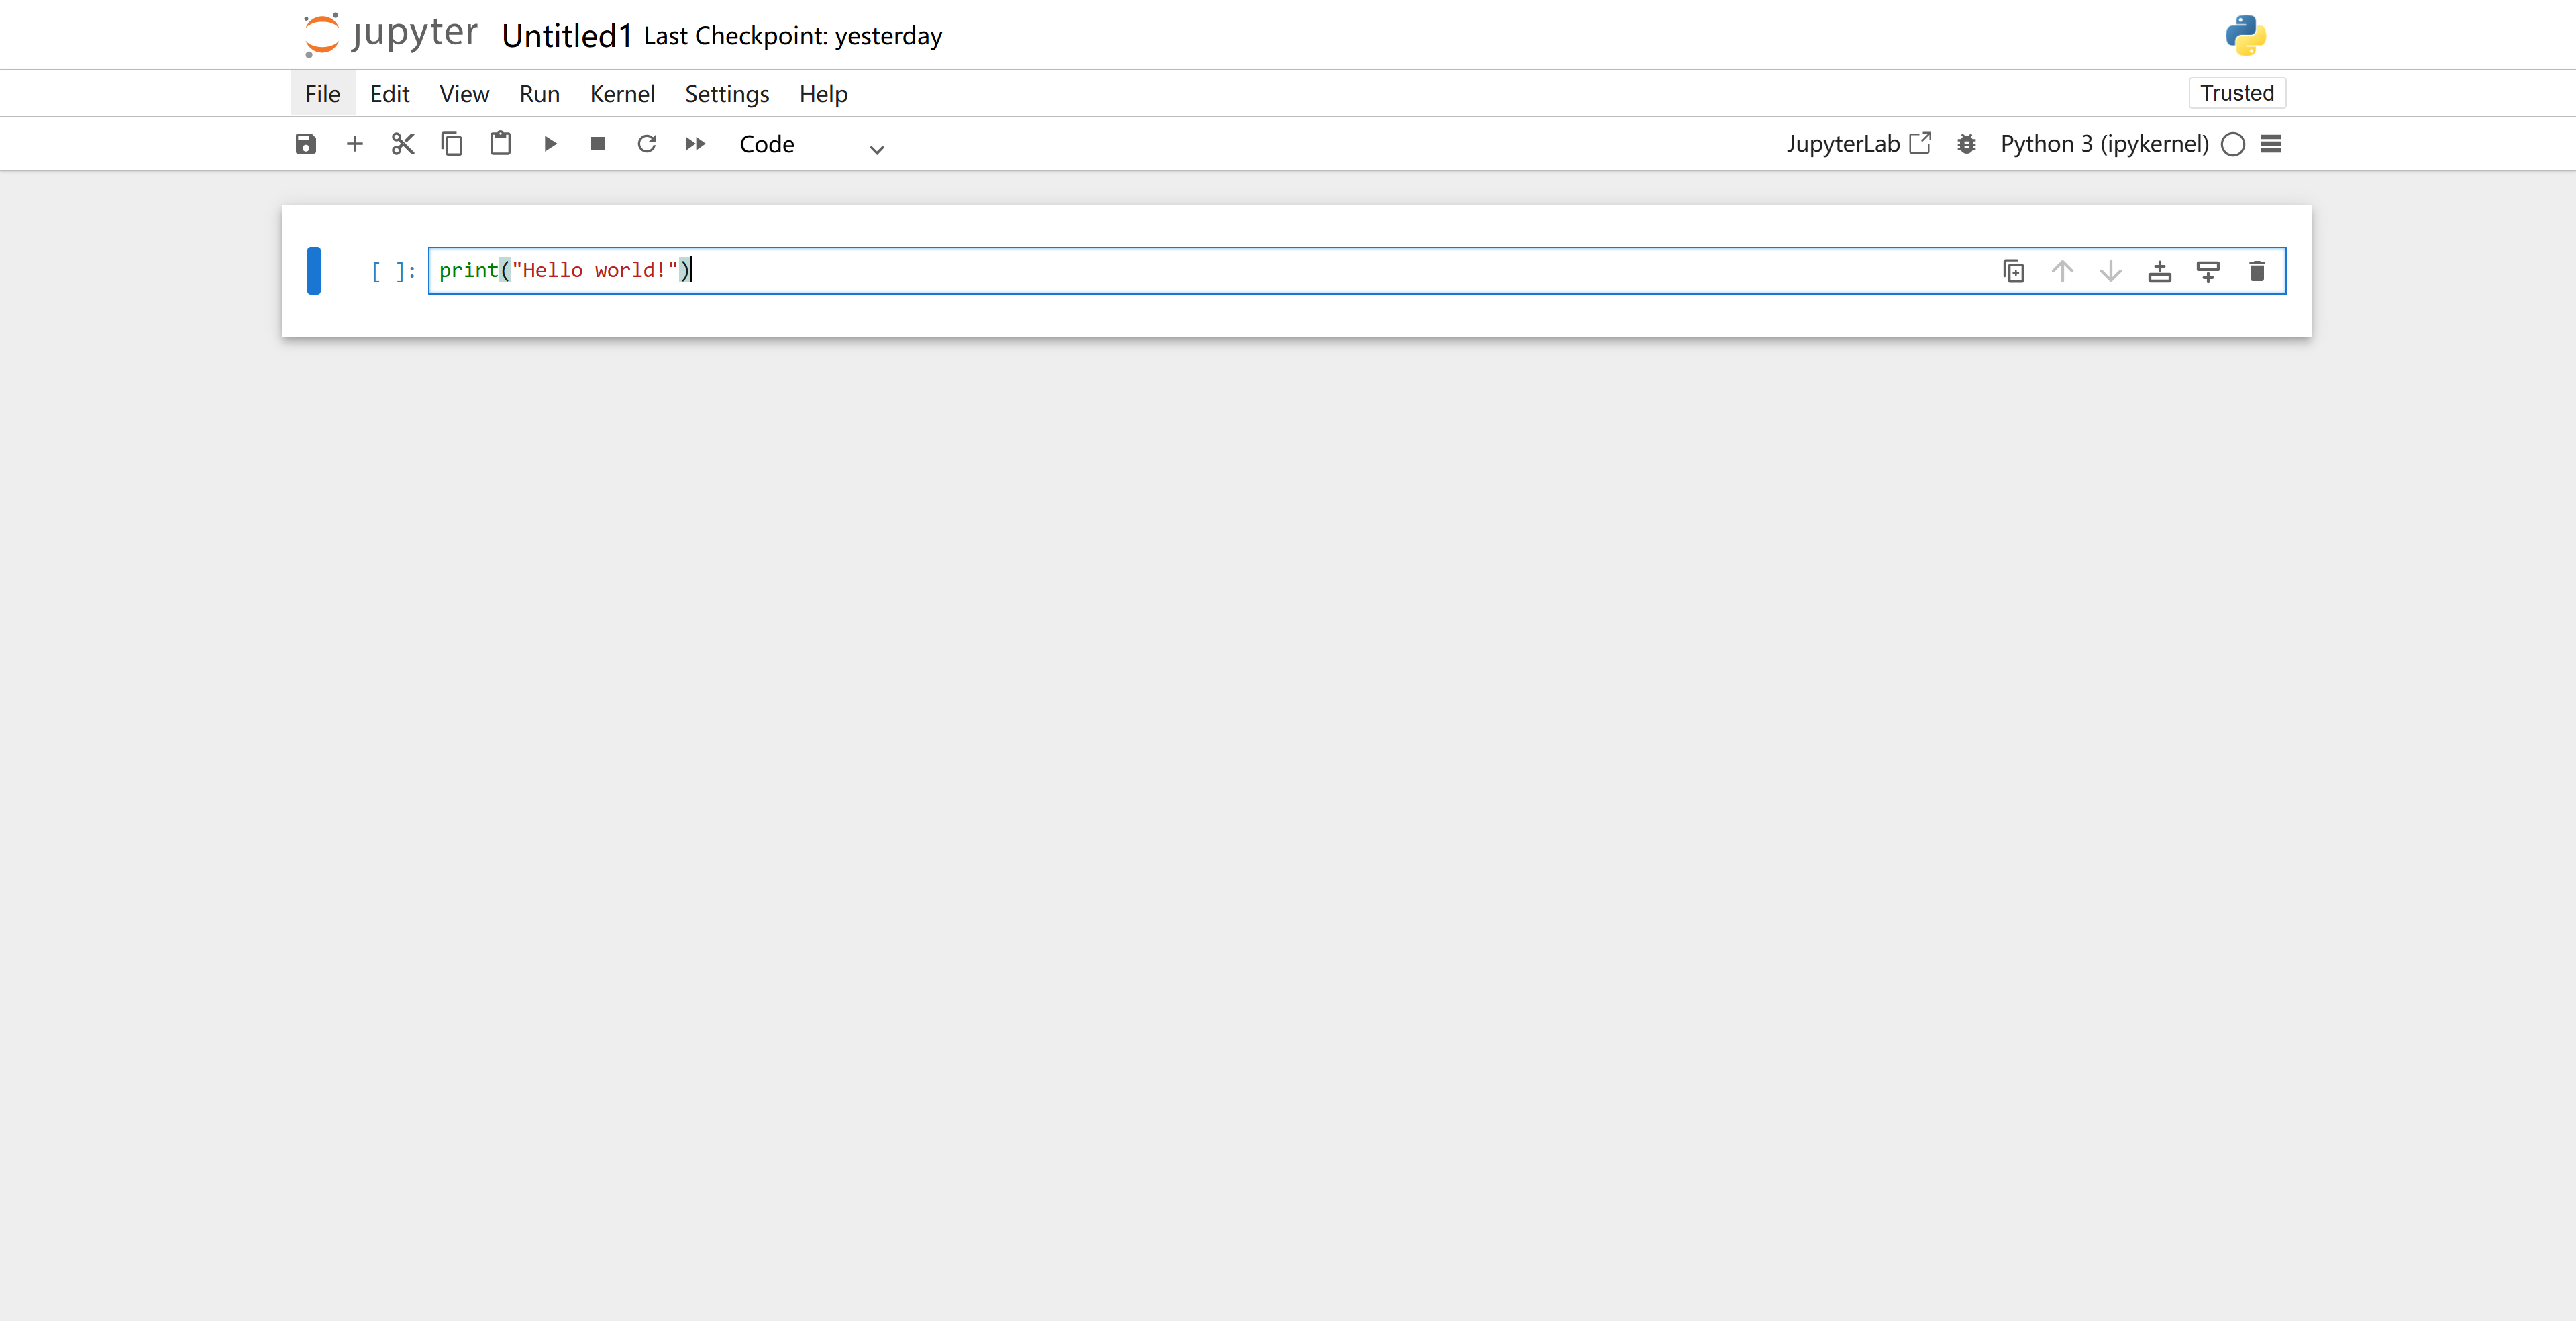 jupyter Untitled1 Last Checkpoint: yesterday
File Edit View Run Kernel Settings Help Trusted
Code JupyterLab Python 3 (ipykernel)
[ ]: print("Hello world!")